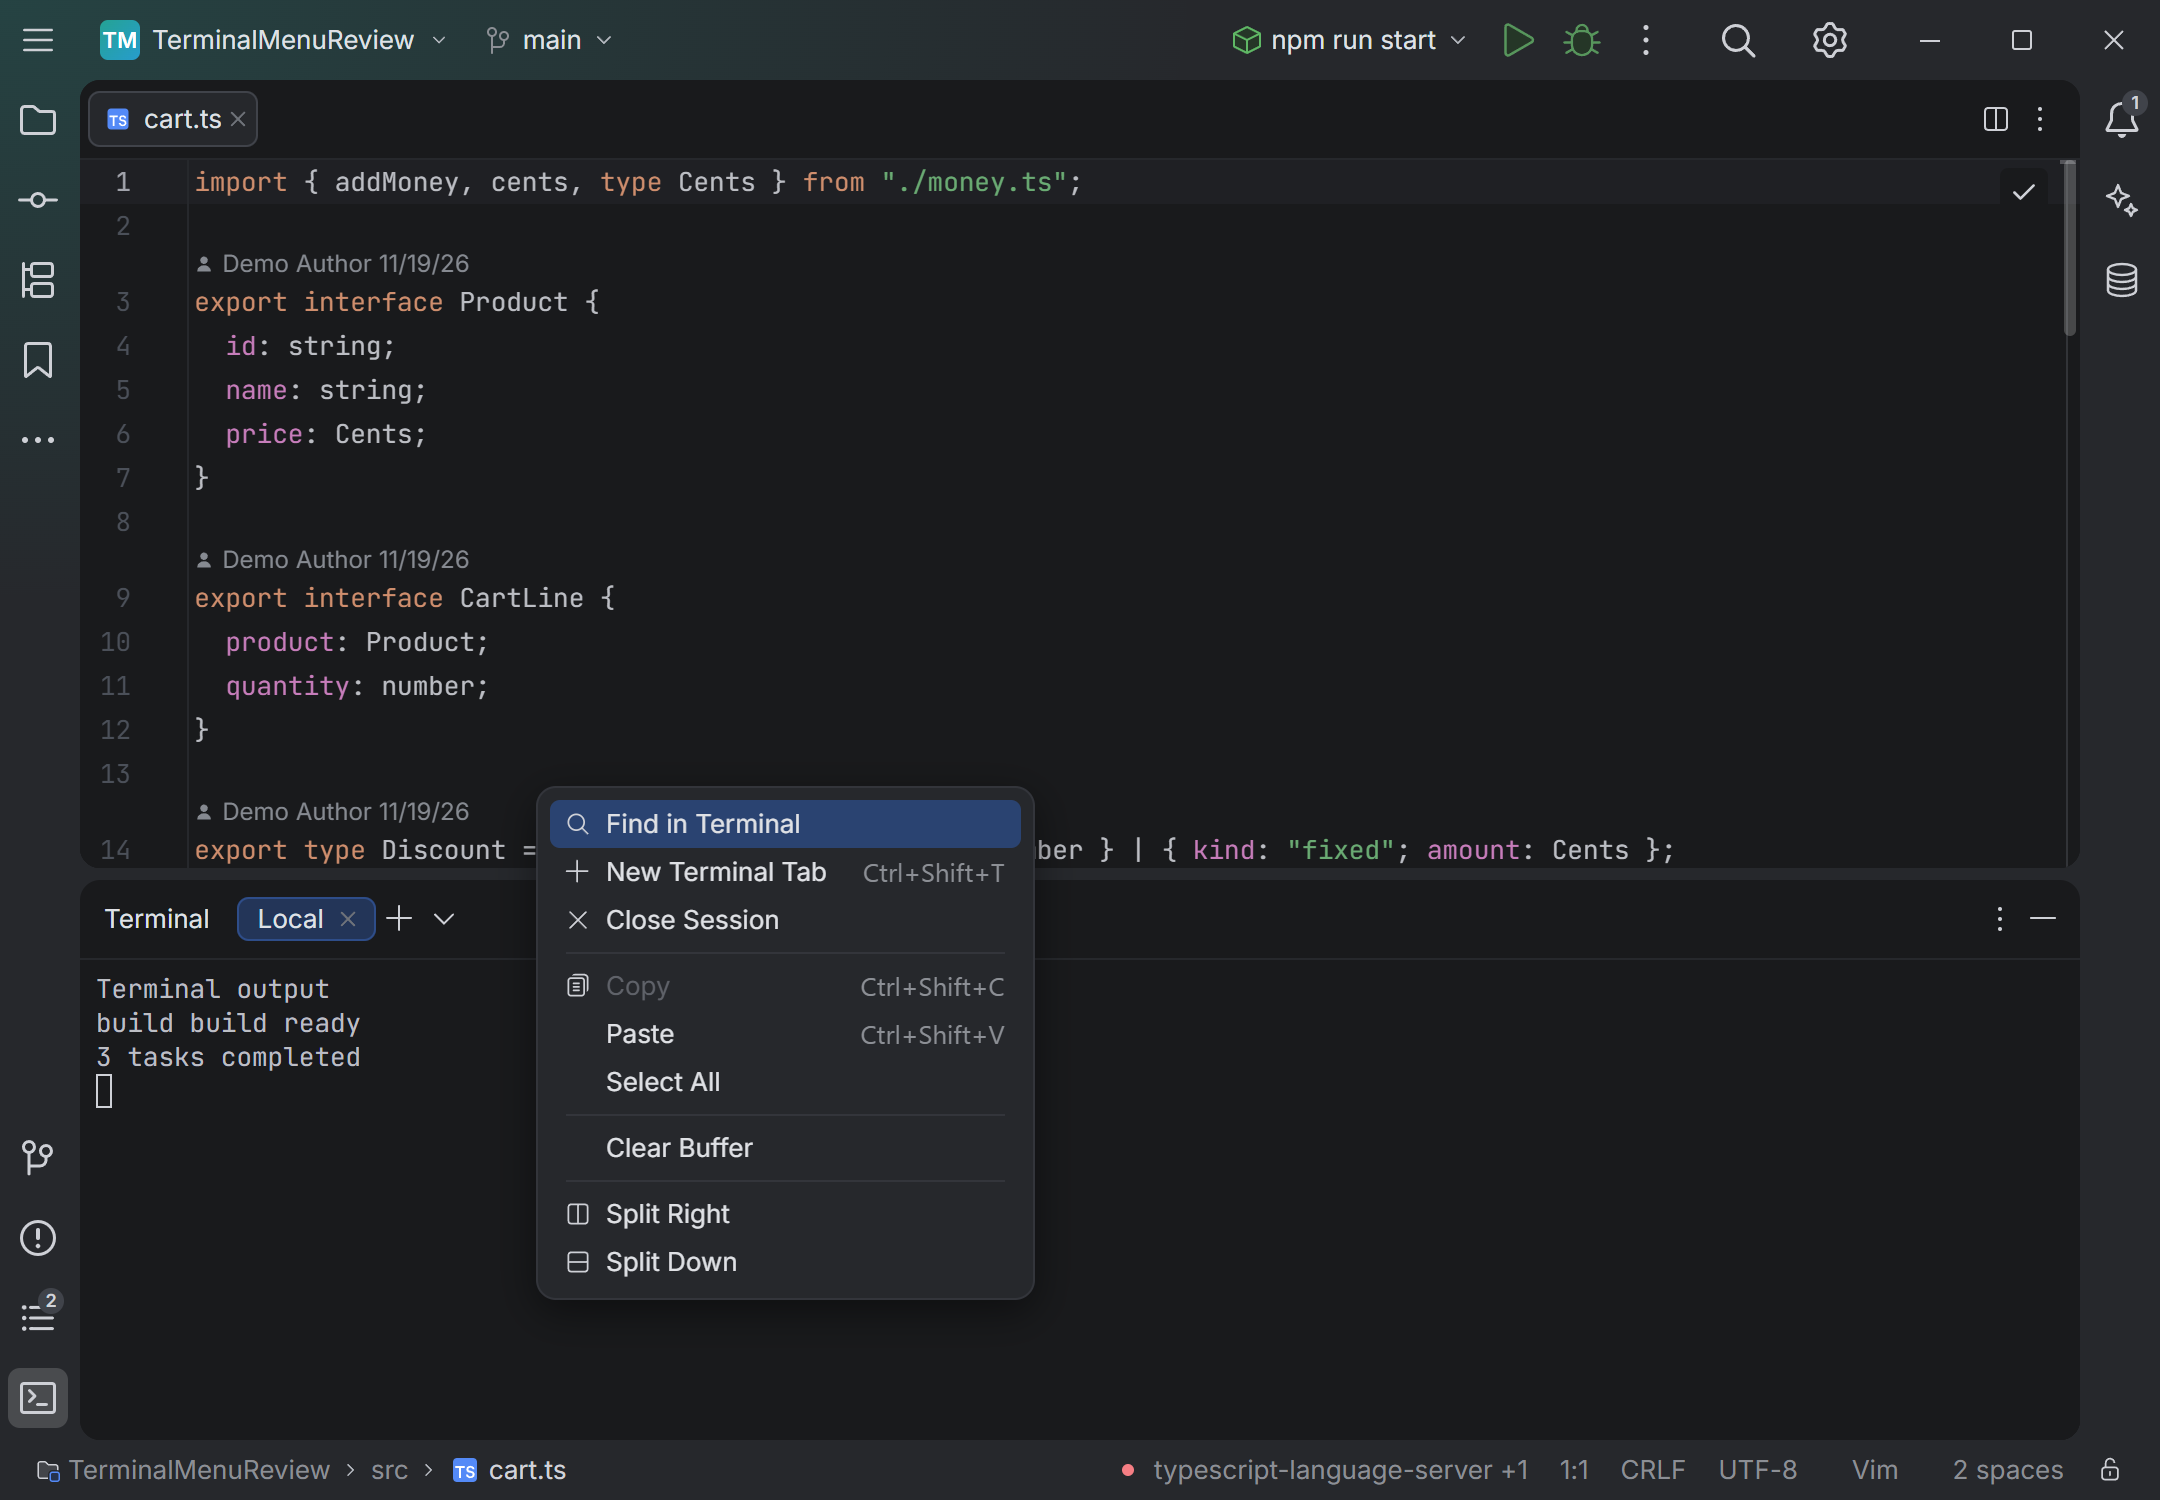 TM TerminalMenuReview main npm run start
TS cart.ts
1
1 import { addMoney, cents, type Cents } from "./money.ts";
2
Demo Author 11/19/26
3 export interface Product {
4 id: string;
5 name: string;
6 price: Cents;
7 }
8
Demo Author 11/19/26
9 export interface CartLine {
10 product: Product;
11 quantity: number;
12 }
13
Demo Author 11/19/26
14 export type Discount = ber } | { kind: "fixed"; amount: Cents };
Find in Terminal
New Terminal Tab Ctrl+Shift+T
Close Session
Copy Ctrl+Shift+C
Paste Ctrl+Shift+V
Select All
Clear Buffer
Split Right
Split Down
Terminal Local
Terminal output
build build ready
3 tasks completed
2
TerminalMenuReview › src › TS cart.ts typescript-language-server +1 1:1 CRLF UTF-8 Vim 2 spaces